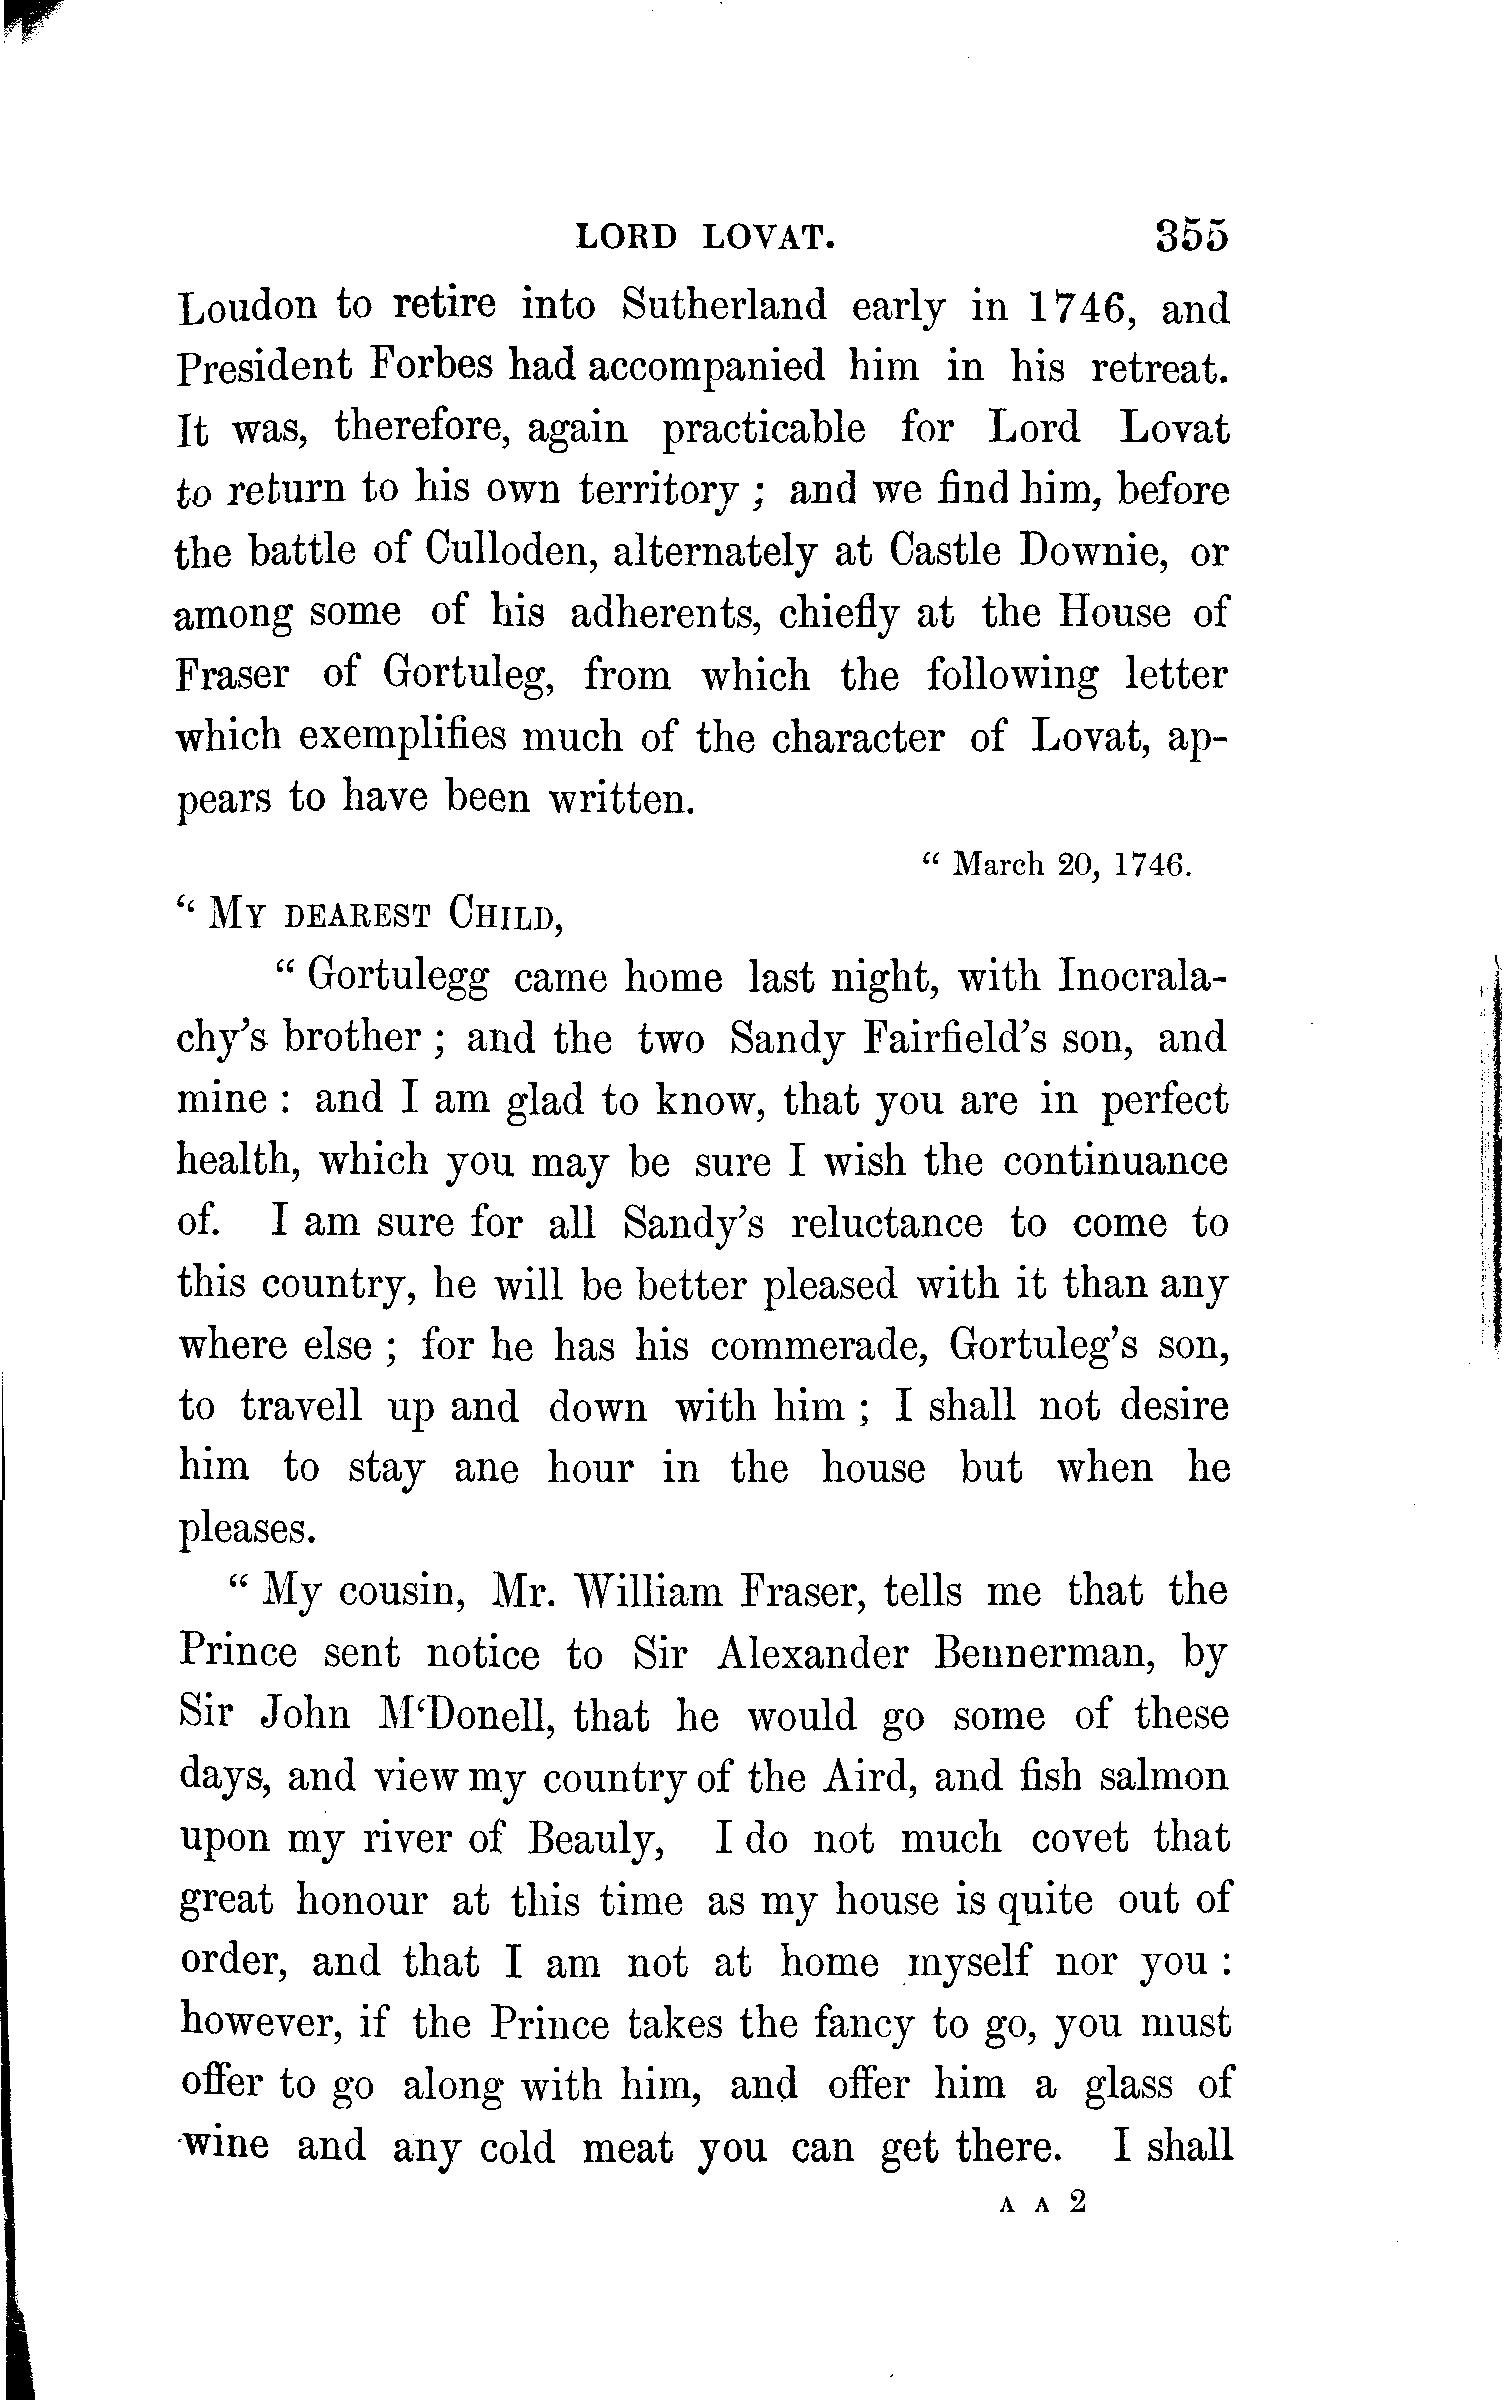 LORD LOVAT. 355
Loudon to retire into Sutherland early in 1746, and
President Forbes had accompanied him in his retreat.
It was, therefore, again practicable for Lord Lovat
to return to his own territory ; and we find him, before
the battle of Culloden, alternately at Castle Downie, or
among some of his adherents, chiefly at the House of
Fraser of Gortuleg, from which the following letter
which exemplifies much of the character of Lovat, ap-
pears to have been written.
“ March 20, 1746.
“ MY DEAREST CHILD,
“ Gortulegg came home last night, with Inocrala-
chy's brother ; and the two Sandy Fairfield's son, and
mine : and I am glad to know, that you are in perfect
health, which you may be sure I wish the continuance
of. I am sure for all Sandy's reluctance to come to
this country, he will be better pleased with it than any
where else ; for he has his commerade, Gortuleg's son,
to travell up and down with him ; I shall not desire
him to stay ane hour in the house but when he
pleases.
“ My cousin, Mr. William Fraser, tells me that the
Prince sent notice to Sir Alexander Bennerman, by
Sir John M‘Donell, that he would go some of these
days, and view my country of the Aird, and fish salmon
upon my river of Beauly, I do not much covet that
great honour at this time as my house is quite out of
order, and that I am not at home myself nor you :
however, if the Prince takes the fancy to go, you must
offer to go along with him, and offer him a glass of
wine and any cold meat you can get there. I shall
A A 2